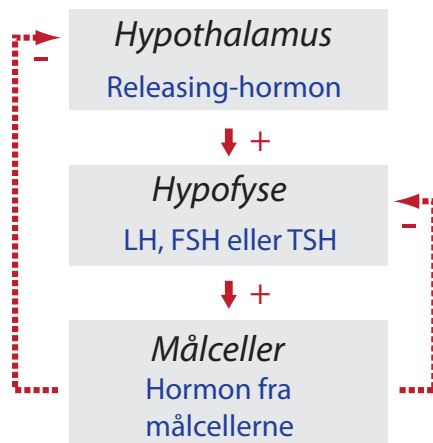 Hypothalamus
–
Releasing-hormon
+
Hypofyse
–
LH, FSH eller TSH
+
Målceller
Hormon fra
målcellerne